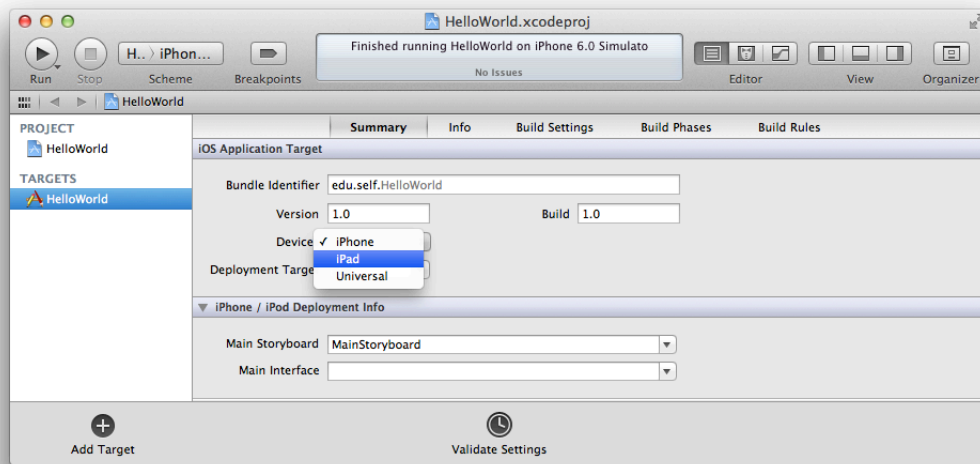 HelloWorld.xcodeproj
H.. › iPhon...
Finished running HelloWorld on iPhone 6.0 Simulato
No Issues
Run Stop Scheme Breakpoints Editor View Organizer
HelloWorld
PROJECT
HelloWorld
TARGETS
HelloWorld
Summary Info Build Settings Build Phases Build Rules
iOS Application Target
Bundle Identifier edu.self.HelloWorld
Version 1.0 Build 1.0
Device ✓ iPhone
iPad
Universal
Deployment Targe
iPhone / iPod Deployment Info
Main Storyboard MainStoryboard
Main Interface
Add Target Validate Settings